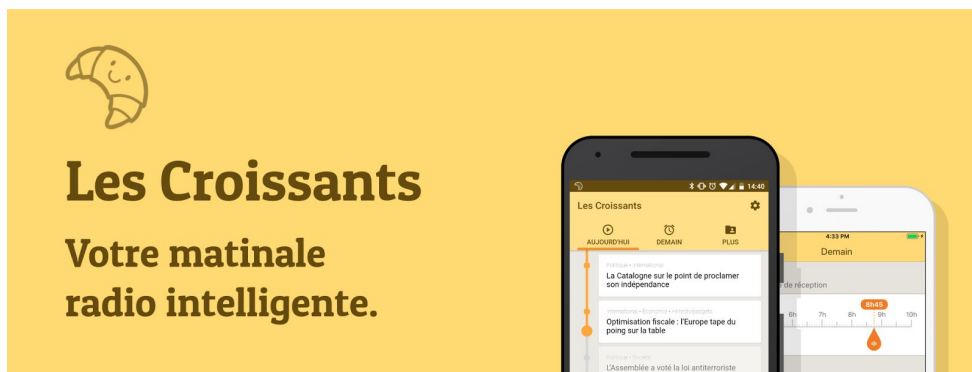 Les Croissants
Votre matinale
radio intelligente.
14:40
Les Croissants
AUJOURD'HUI DEMAIN PLUS
Politique • International
La Catalogne sur le point de proclamer
son indépendance
Optimisation fiscale : l'Europe tape du
poing sur la table
L'Assemblée a voté la loi antiterroriste
4:33 PM
Demain
de réception
8h45
6h 7h 8h 9h 10h